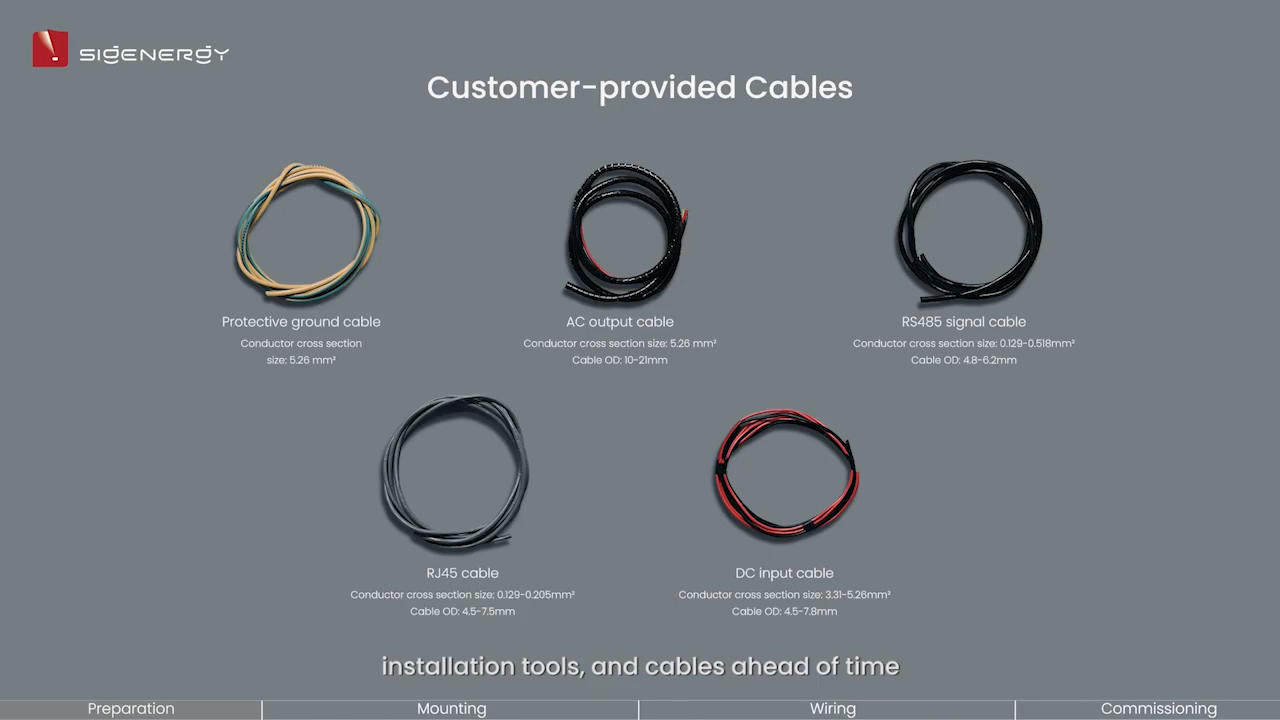 SIGENERGY
Customer-provided Cables
Protective ground cable
Conductor cross section
size: 5.26 mm²
AC output cable
Conductor cross section size: 5.26 mm²
Cable OD: 10-21mm
RS485 signal cable
Conductor cross section size: 0.129-0.518mm²
Cable OD: 4.8-6.2mm
RJ45 cable
Conductor cross section size: 0.129-0.205mm²
Cable OD: 4.5-7.5mm
DC input cable
Conductor cross section size: 3.31-5.26mm²
Cable OD: 4.5-7.8mm
installation tools, and cables ahead of time
Preparation
Mounting
Wiring
Commissioning